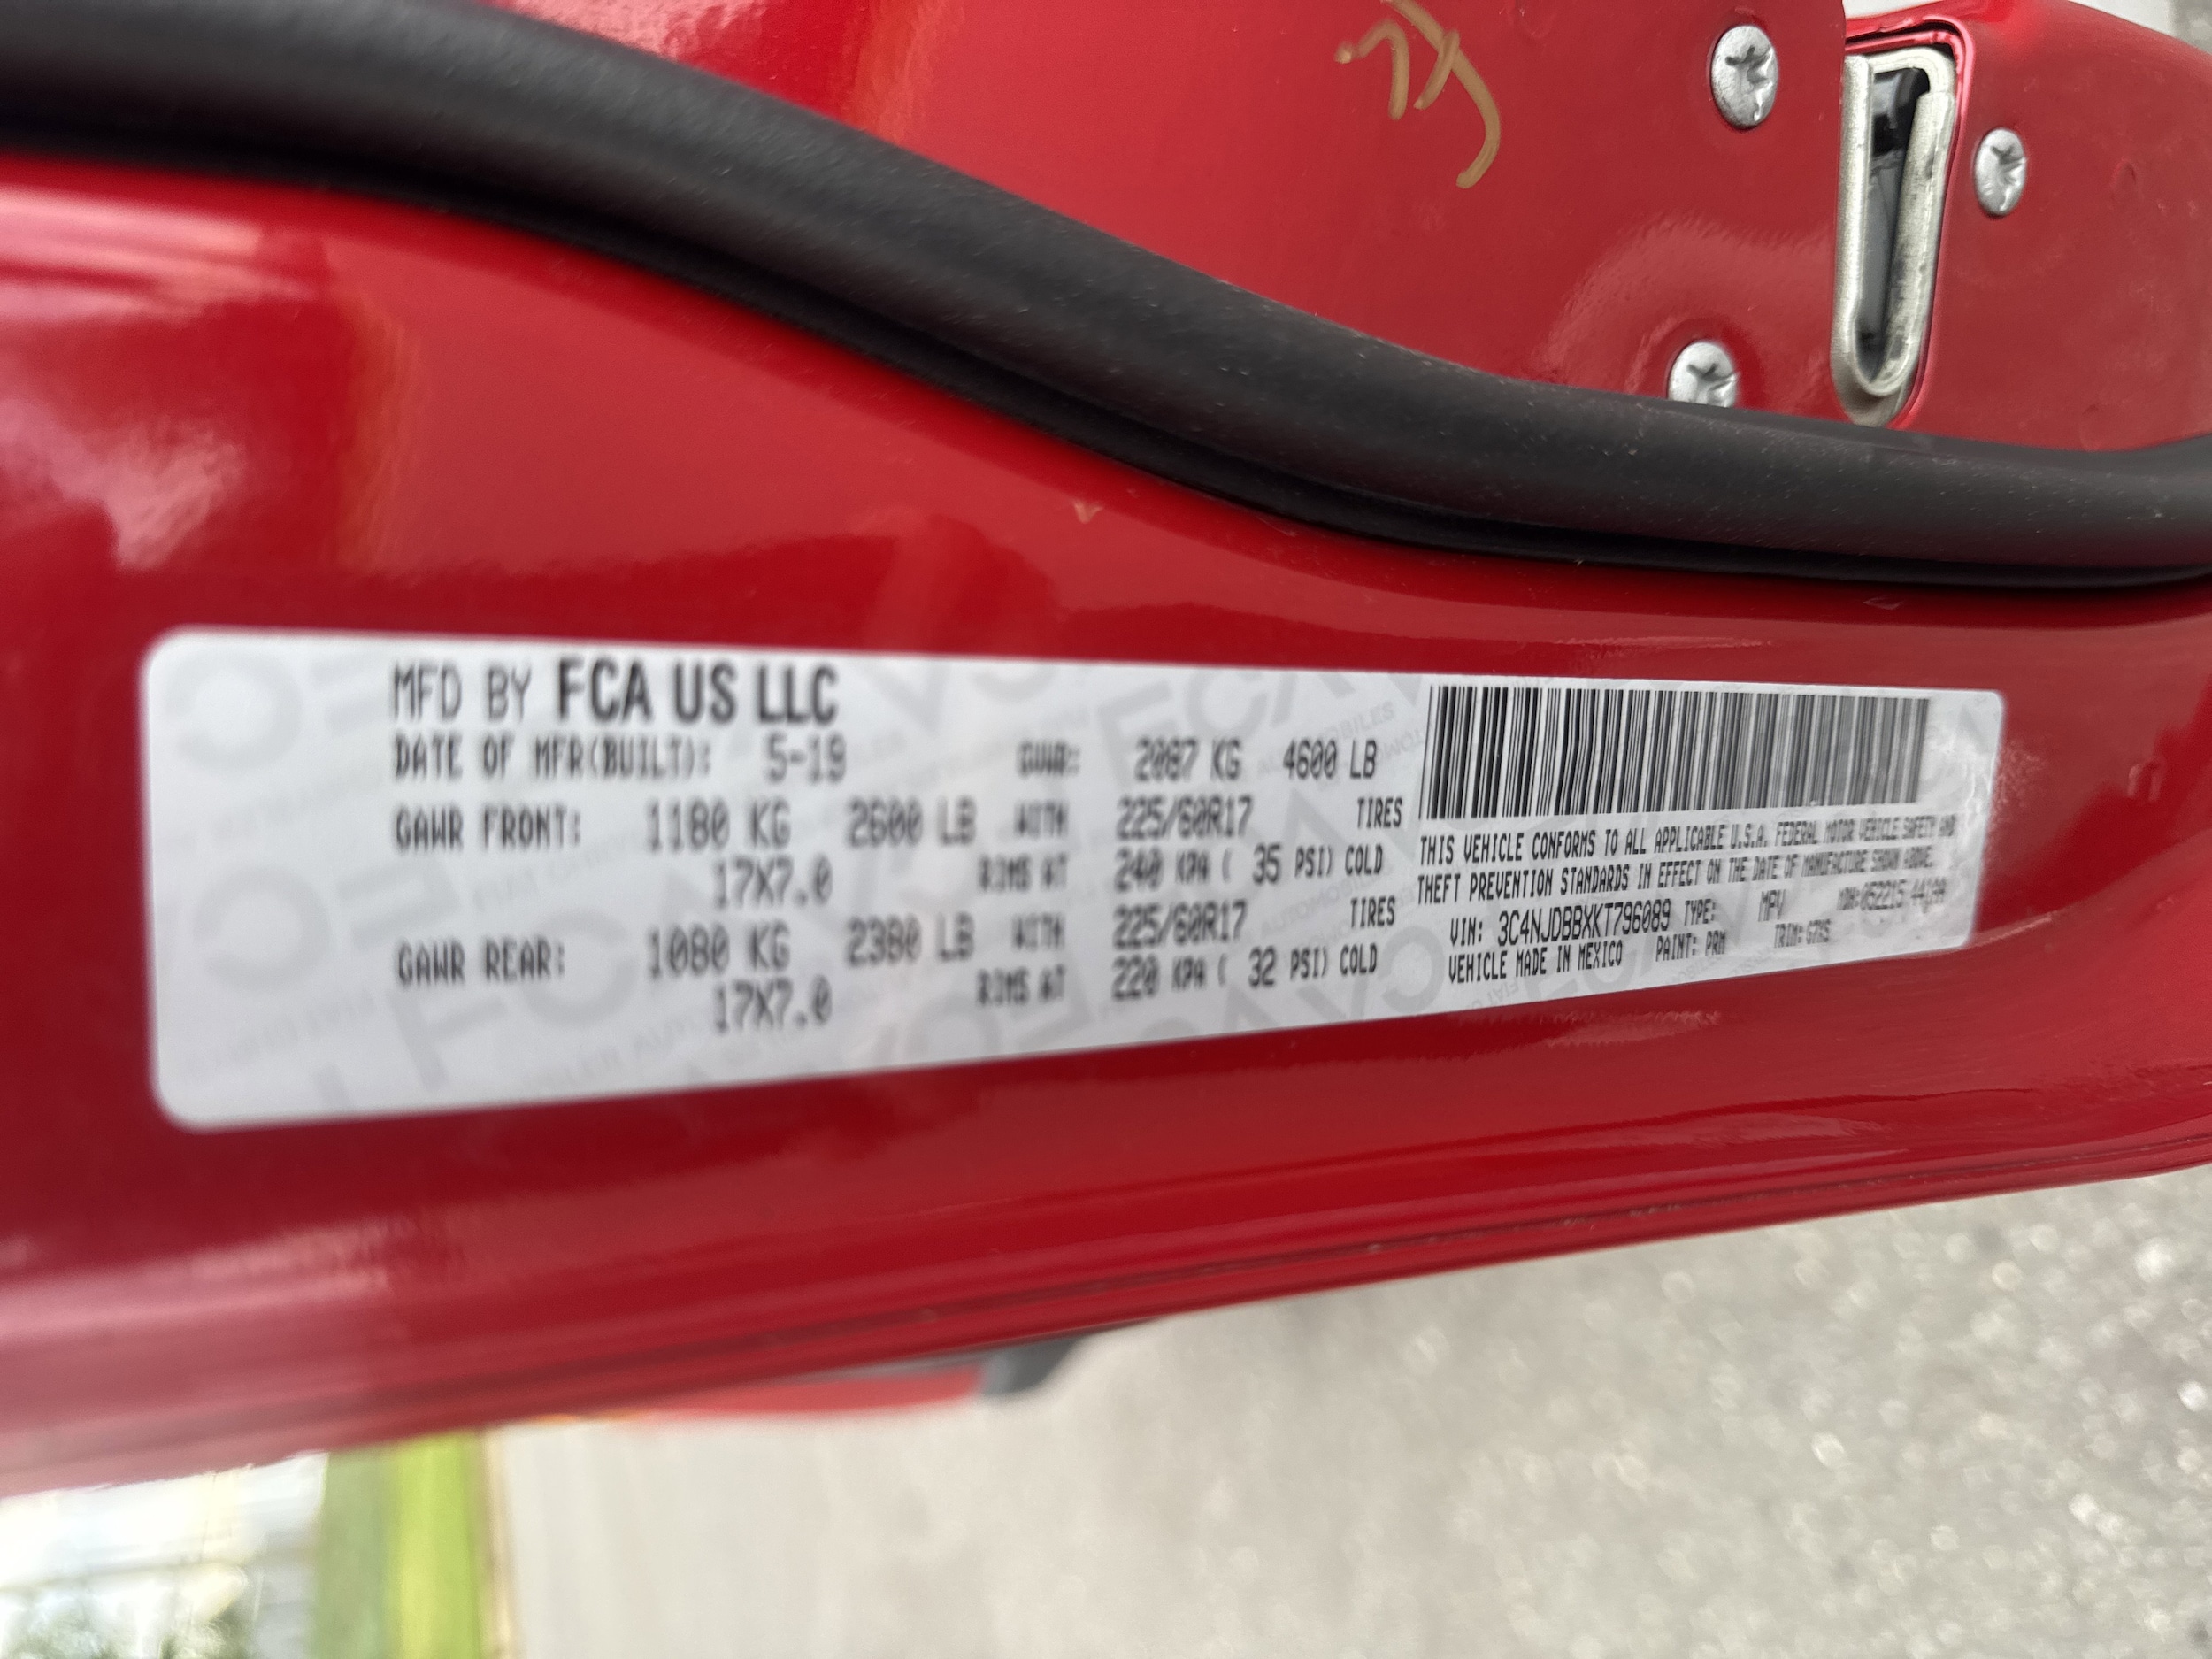 MFD BY FCA US LLC
DATE OF MFR(BUILT): 5-19 GVWR: 2087 KG 4600 LB
GAWR FRONT: 1180 KG 2600 LB WITH 225/60R17 TIRES
17X7.0 RIMS AT 240 KPA ( 35 PSI) COLD
GAWR REAR: 1080 KG 2380 LB WITH 225/60R17 TIRES
17X7.0 RIMS AT 220 KPA ( 32 PSI) COLD
THIS VEHICLE CONFORMS TO ALL APPLICABLE U.S.A. FEDERAL MOTOR VEHICLE SAFETY AND
THEFT PREVENTION STANDARDS IN EFFECT ON THE DATE OF MANUFACTURE SHOWN ABOVE.
VIN: 3C4NJDBBXKT796089 TYPE: MPV MDH:052215
VEHICLE MADE IN MEXICO PAINT: PRM TRIM: